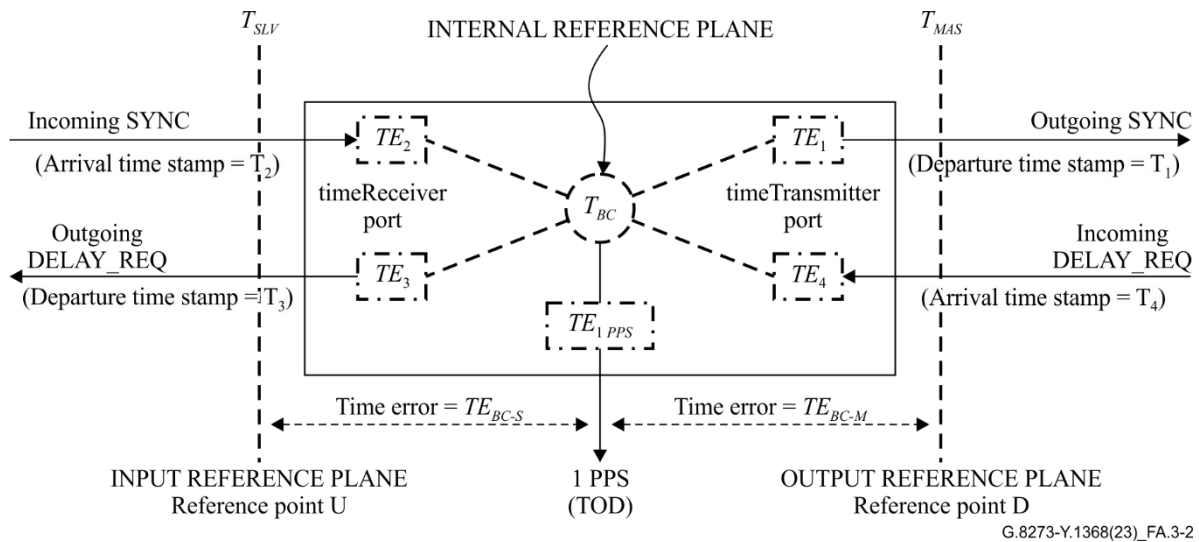 T_SLV
INTERNAL REFERENCE PLANE
T_MAS
Incoming SYNC
(Arrival time stamp = T_2)
TE_2
TE_1
Outgoing SYNC
(Departure time stamp = T_1)
timeReceiver
port
T_BC
timeTransmitter
port
Outgoing
DELAY_REQ
(Departure time stamp = T_3)
TE_3
TE_4
Incoming
DELAY_REQ
(Arrival time stamp = T_4)
TE_1 PPS
Time error = TE_BC-S
Time error = TE_BC-M
INPUT REFERENCE PLANE
Reference point U
1 PPS
(TOD)
OUTPUT REFERENCE PLANE
Reference point D
G.8273-Y.1368(23)_FA.3-2